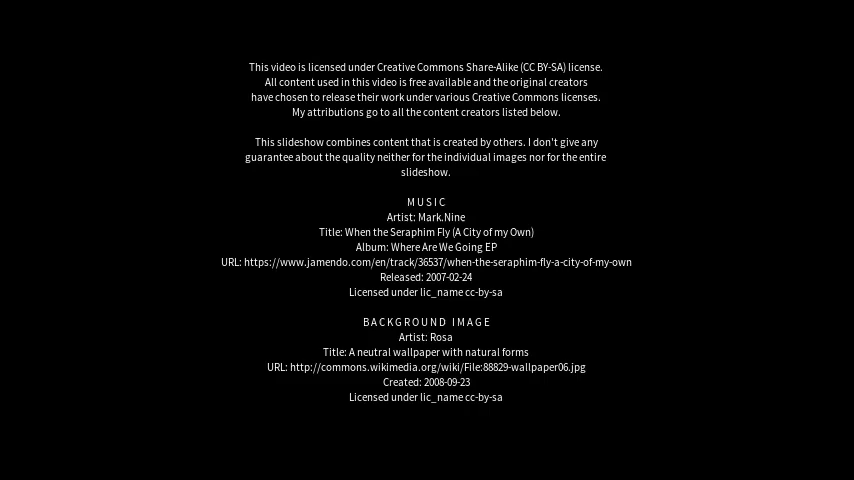 This video is licensed under Creative Commons Share-Alike (CC BY-SA) license.
All content used in this video is free available and the original creators
have chosen to release their work under various Creative Commons licenses.
My attributions go to all the content creators listed below.
This slideshow combines content that is created by others. I don't give any
guarantee about the quality neither for the individual images nor for the entire
slideshow.
MUSIC
Artist: Mark.Nine
Title: When the Seraphim Fly (A City of my Own)
Album: Where Are We Going EP
URL: https://www.jamendo.com/en/track/36537/when-the-seraphim-fly-a-city-of-my-own
Released: 2007-02-24
Licensed under lic_name cc-by-sa
BACKGROUND IMAGE
Artist: Rosa
Title: A neutral wallpaper with natural forms
URL: http://commons.wikimedia.org/wiki/File:88829-wallpaper06.jpg
Created: 2008-09-23
Licensed under lic_name cc-by-sa